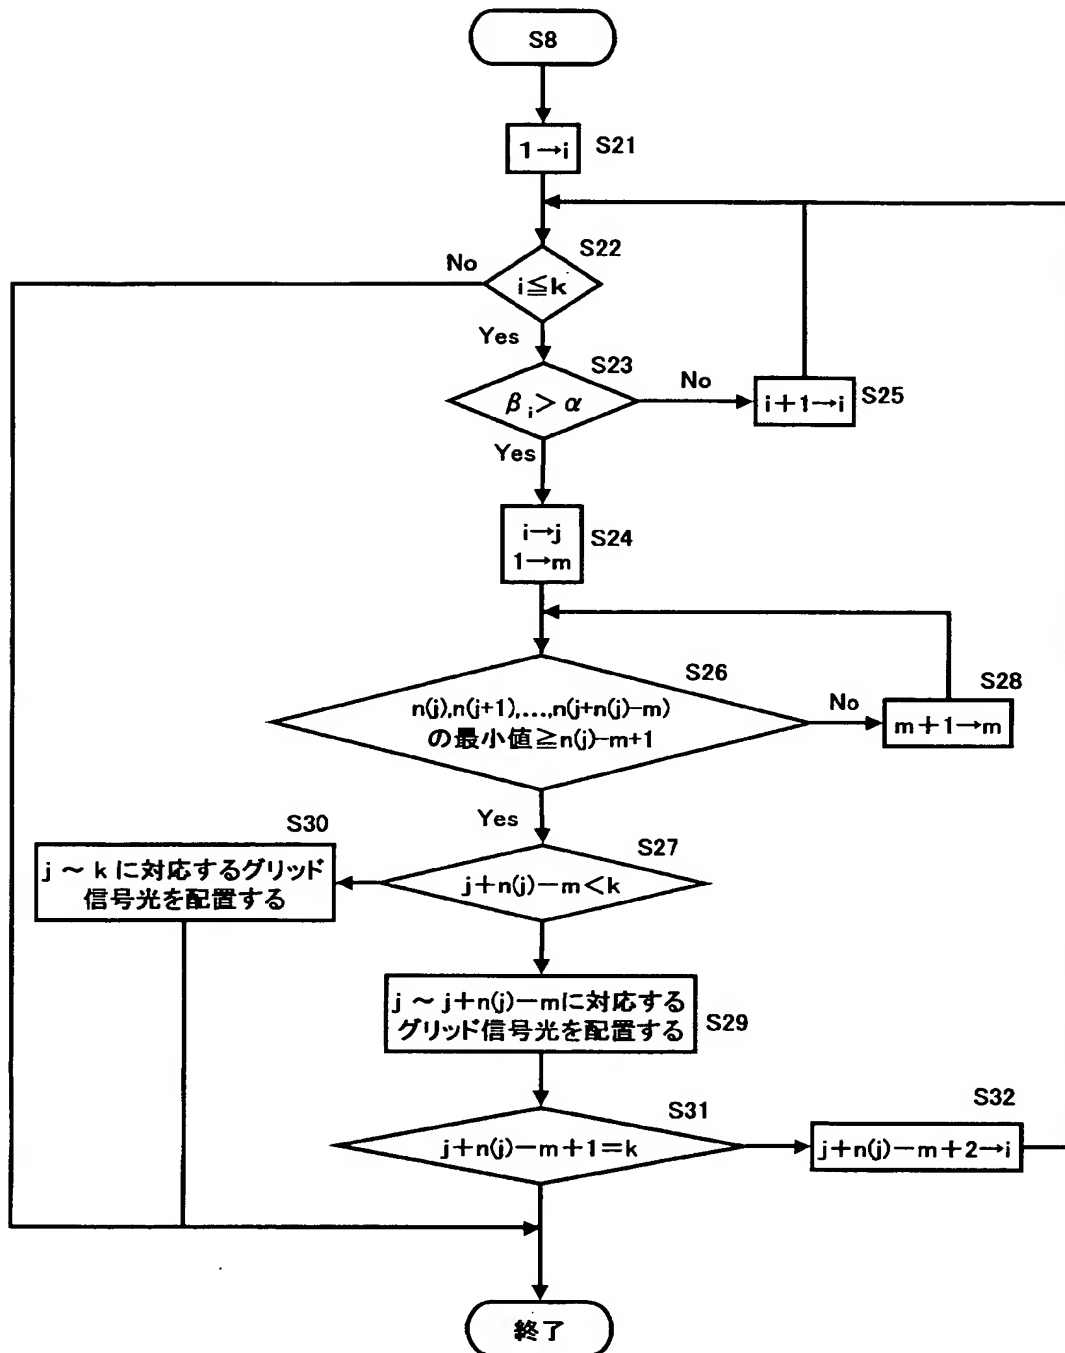 S8
1→i
S21
S22
No
i≦k
Yes
S23
βi>α
No
i+1→i
S25
Yes
i→j
1→m
S24
S26
n(j),n(j+1),...,n(j+n(j)-m)
の最小値≧n(j)-m+1
No
S28
m+1→m
Yes
S30
j ～ k に対応するグリッド
信号光を配置する
S27
j+n(j)-m<k
j ～ j+n(j)-mに対応する
グリッド信号光を配置する
S29
S31
j+n(j)-m+1=k
S32
j+n(j)-m+2→i
終了